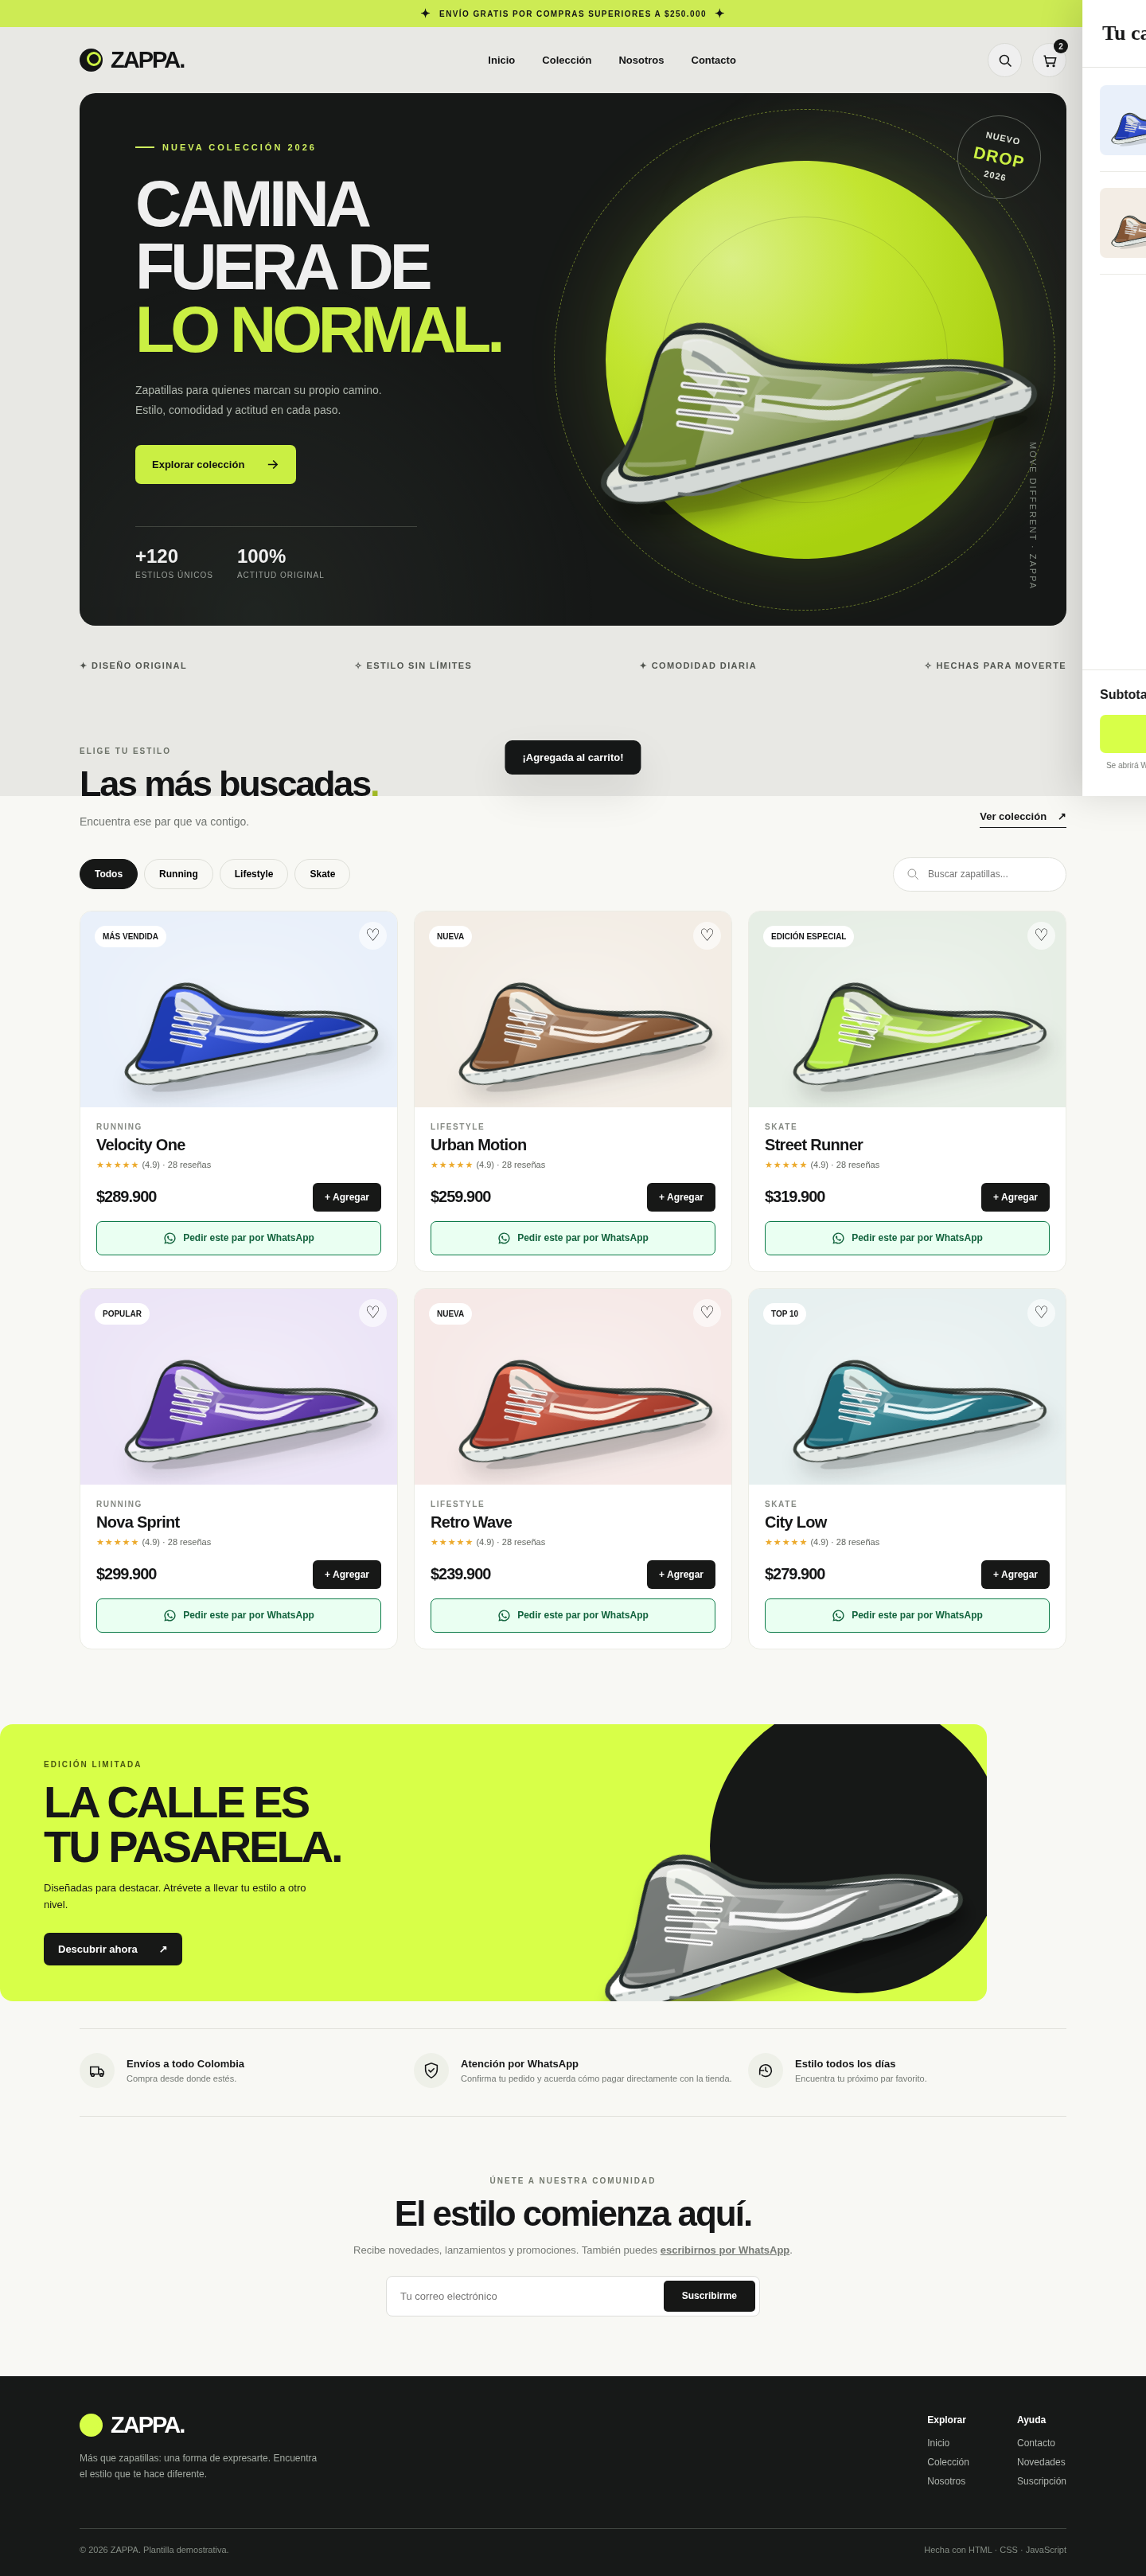 ✦ ENVÍO GRATIS POR COMPRAS SUPERIORES A $250.000 ✦
ZAPPA.
Inicio
Colección
Nosotros
Contacto
2
Tu ca
NUEVA COLECCIÓN 2026
CAMINA
FUERA DE
LO NORMAL.
Zapatillas para quienes marcan su propio camino.
Estilo, comodidad y actitud en cada paso.
Explorar colección →
+120
ESTILOS ÚNICOS
100%
ACTITUD ORIGINAL
NUEVO
DROP
2026
MOVE DIFFERENT · ZAPPA
✦ DISEÑO ORIGINAL
✧ ESTILO SIN LÍMITES
✦ COMODIDAD DIARIA
✧ HECHAS PARA MOVERTE
Subtota
Se abrirá W
ELIGE TU ESTILO
Las más buscadas.
Encuentra ese par que va contigo.
¡Agregada al carrito!
Ver colección ↗
Todos
Running
Lifestyle
Skate
Buscar zapatillas...
MÁS VENDIDA
♡
RUNNING
Velocity One
★★★★★ (4.9) · 28 reseñas
$289.900
+ Agregar
Pedir este par por WhatsApp
NUEVA
♡
LIFESTYLE
Urban Motion
★★★★★ (4.9) · 28 reseñas
$259.900
+ Agregar
Pedir este par por WhatsApp
EDICIÓN ESPECIAL
♡
SKATE
Street Runner
★★★★★ (4.9) · 28 reseñas
$319.900
+ Agregar
Pedir este par por WhatsApp
POPULAR
♡
RUNNING
Nova Sprint
★★★★★ (4.9) · 28 reseñas
$299.900
+ Agregar
Pedir este par por WhatsApp
NUEVA
♡
LIFESTYLE
Retro Wave
★★★★★ (4.9) · 28 reseñas
$239.900
+ Agregar
Pedir este par por WhatsApp
TOP 10
♡
SKATE
City Low
★★★★★ (4.9) · 28 reseñas
$279.900
+ Agregar
Pedir este par por WhatsApp
EDICIÓN LIMITADA
LA CALLE ES
TU PASARELA.
Diseñadas para destacar. Atrévete a llevar tu estilo a otro
nivel.
Descubrir ahora ↗
Envíos a todo Colombia
Compra desde donde estés.
Atención por WhatsApp
Confirma tu pedido y acuerda cómo pagar directamente con la tienda.
Estilo todos los días
Encuentra tu próximo par favorito.
ÚNETE A NUESTRA COMUNIDAD
El estilo comienza aquí.
Recibe novedades, lanzamientos y promociones. También puedes escribirnos por WhatsApp.
Tu correo electrónico
Suscribirme
ZAPPA.
Más que zapatillas: una forma de expresarte. Encuentra
el estilo que te hace diferente.
Explorar
Inicio
Colección
Nosotros
Ayuda
Contacto
Novedades
Suscripción
© 2026 ZAPPA. Plantilla demostrativa.
Hecha con HTML · CSS · JavaScript